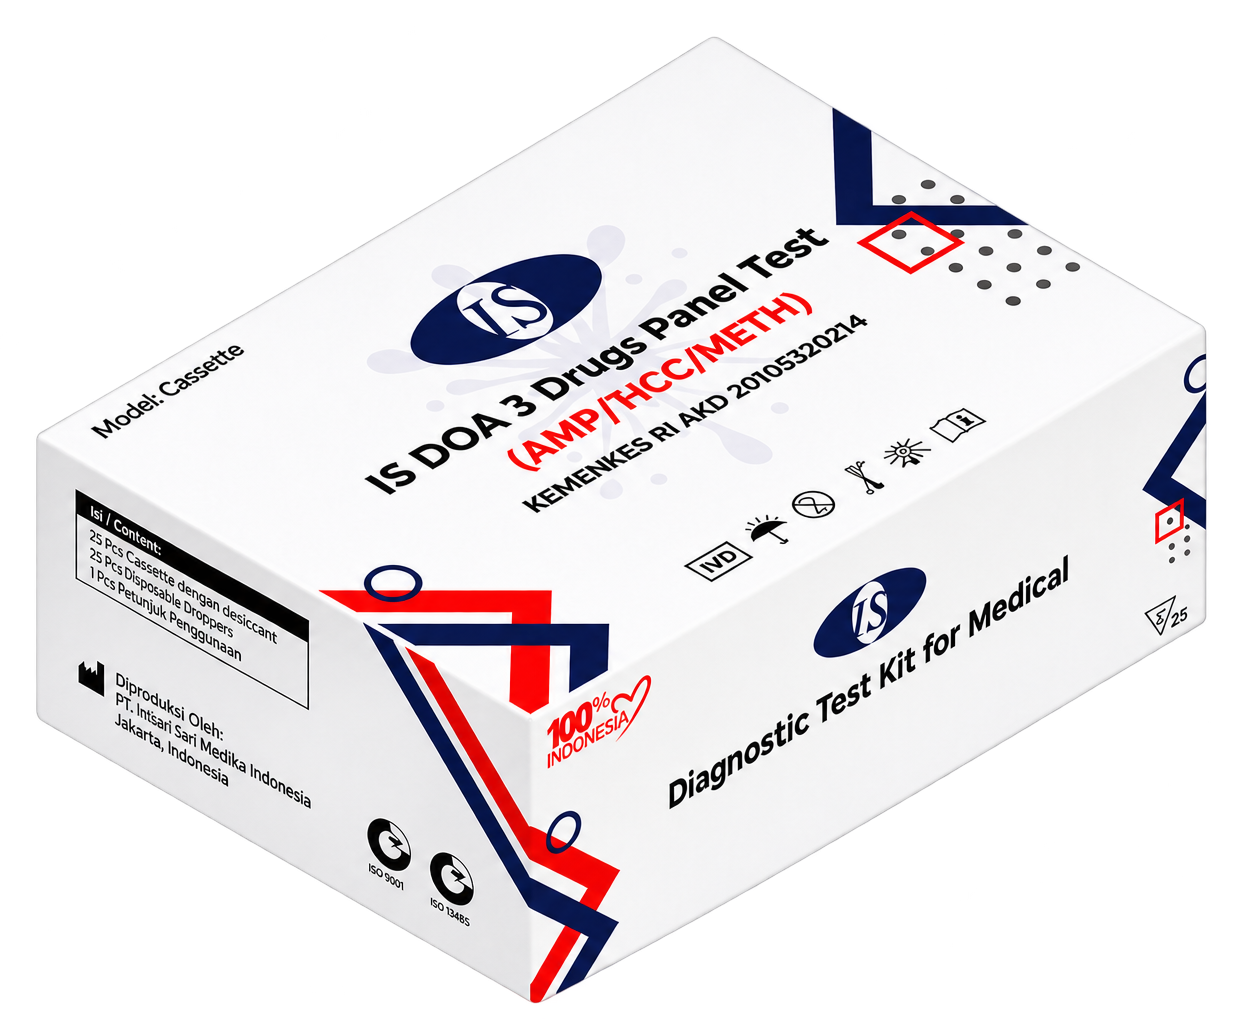 Model: Cassette
IS
IS DOA 3 Drugs Panel Test
(AMP/THCC/METH)
KEMENKES RI AKD 20105320214
IVD
2
i
Isi / Content:
25 Pcs Cassette dengan desiccant
25 Pcs Disposable Droppers
1 Pcs Petunjuk Penggunaan
Diproduksi Oleh:
PT. Intsari Sari Medika Indonesia
Jakarta, Indonesia
ISO 9001
ISO 13485
100%
INDONESIA
IS
Diagnostic Test Kit for Medical
Σ 25